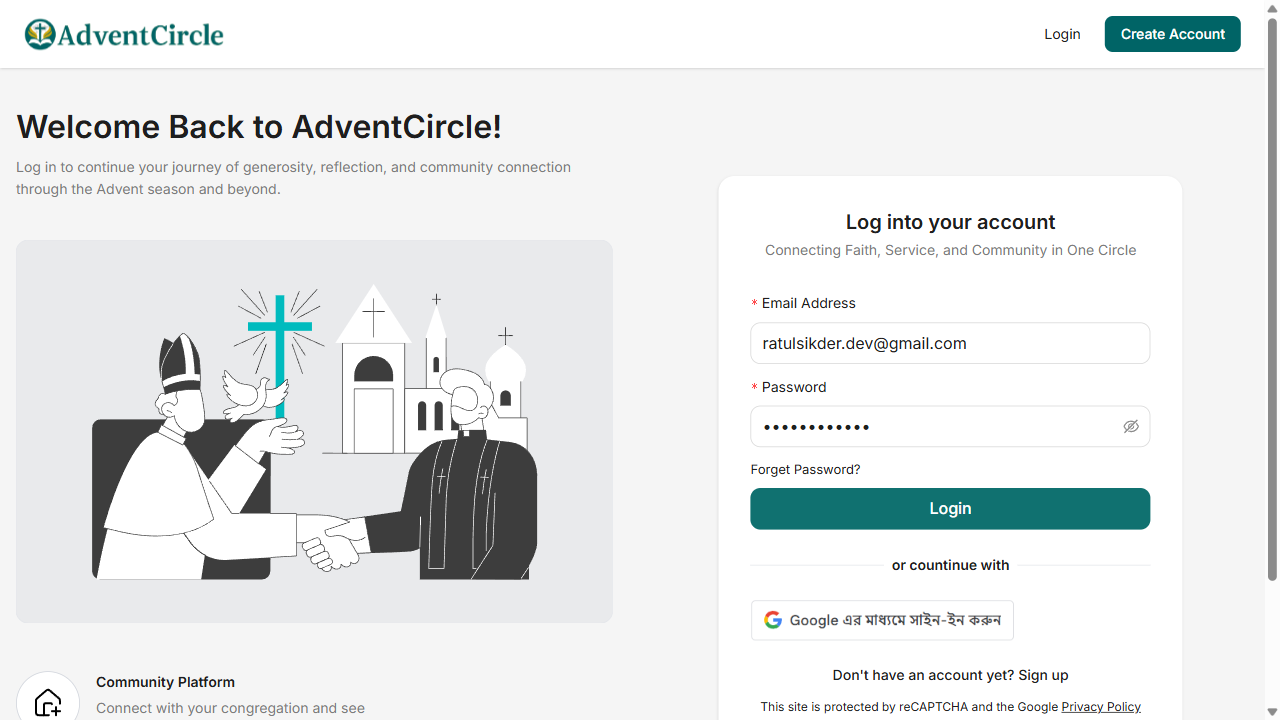 AdventCircle
Login
Create Account
Welcome Back to AdventCircle!
Log in to continue your journey of generosity, reflection, and community connection
through the Advent season and beyond.
Log into your account
Connecting Faith, Service, and Community in One Circle
* Email Address
ratulsikder.dev@gmail.com
* Password
••••••••••••
Forget Password?
Login
or countinue with
Google এর মাধ্যমে সাইন-ইন করুন
Don't have an account yet? Sign up
This site is protected by reCAPTCHA and the Google Privacy Policy
Community Platform
Connect with your congregation and see